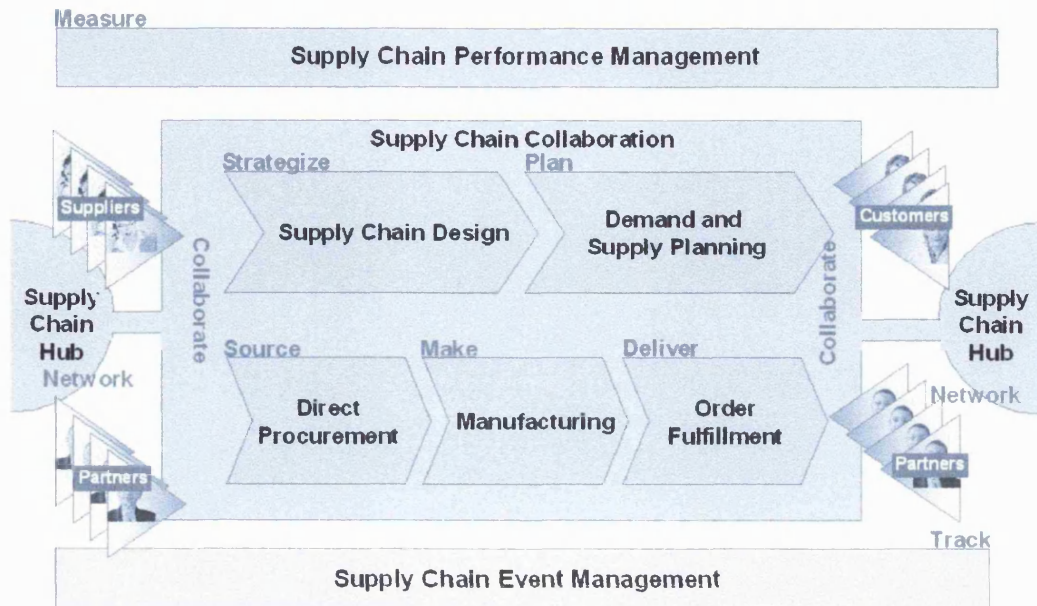 Measure
Supply Chain Performance Management
Supply Chain Collaboration
Strategize
Plan
Suppliers
Customers
Supply Chain Design
Demand and
Supply Planning
Collaborate
Collaborate
Supply
Chain
Hub
Network
Supply
Chain
Hub
Network
Source
Make
Deliver
Direct
Procurement
Manufacturing
Order
Fulfillment
Partners
Partners
Track
Supply Chain Event Management